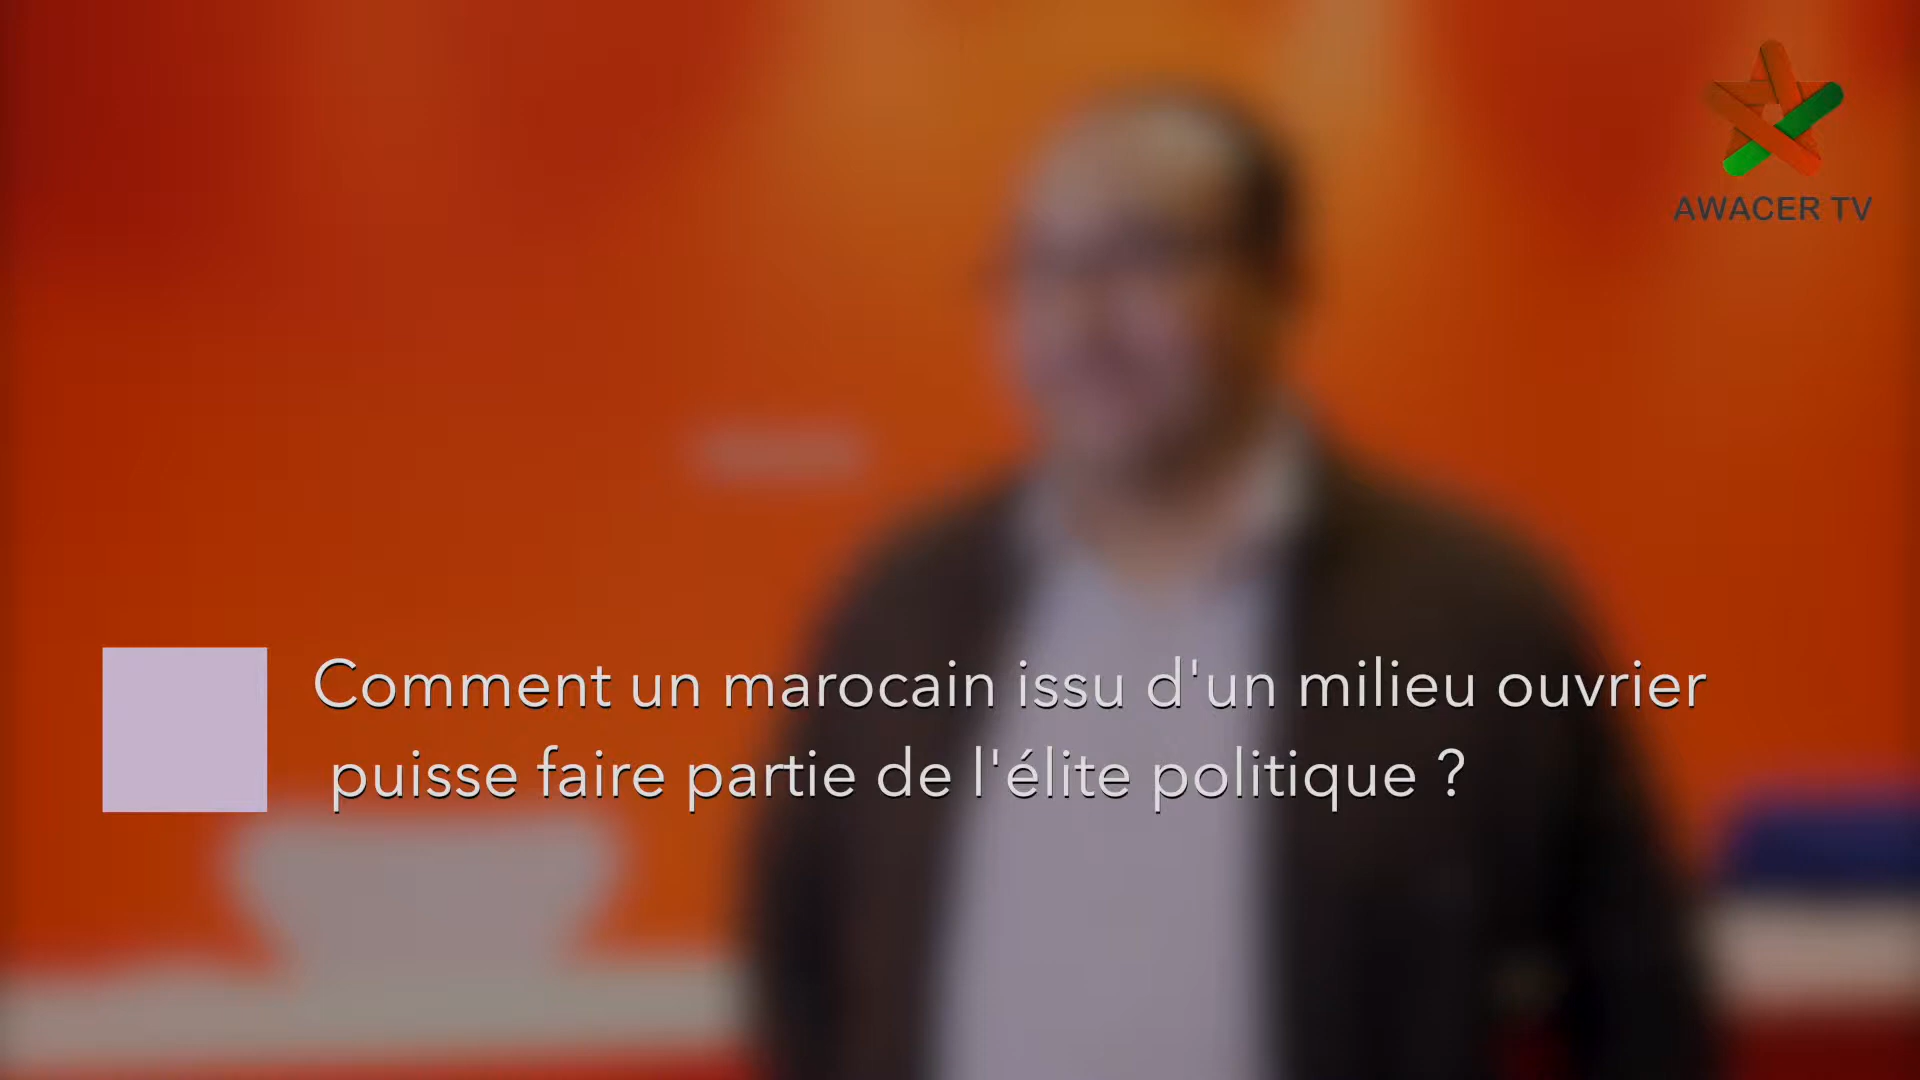 AWACER TV
Comment un marocain issu d'un milieu ouvrier
puisse faire partie de l'élite politique ?